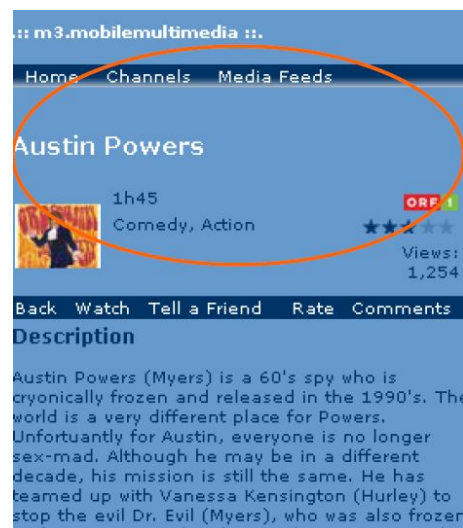 .:: m3.mobilemultimedia ::.
Home Channels Media Feeds
Austin Powers
1h45
ORF 1
Comedy, Action
Views:
1,254
Back Watch Tell a Friend Rate Comments
Description
Austin Powers (Myers) is a 60's spy who is
cryonically frozen and released in the 1990's. The
world is a very different place for Powers.
Unfortuantly for Austin, everyone is no longer
sex-mad. Although he may be in a different
decade, his mission is still the same. He has
teamed up with Vanessa Kensington (Hurley) to
stop the evil Dr. Evil (Myers), who was also frozen